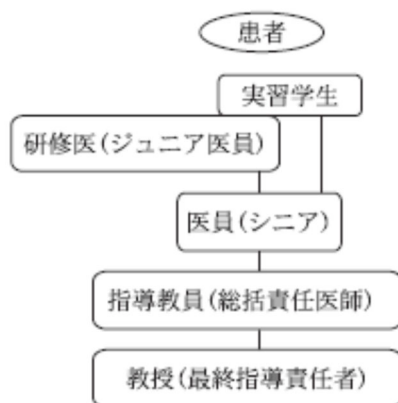 患者
実習学生
研修医(ジュニア医員)
医員(シニア)
指導教員(総括責任医師)
教授(最終指導責任者)